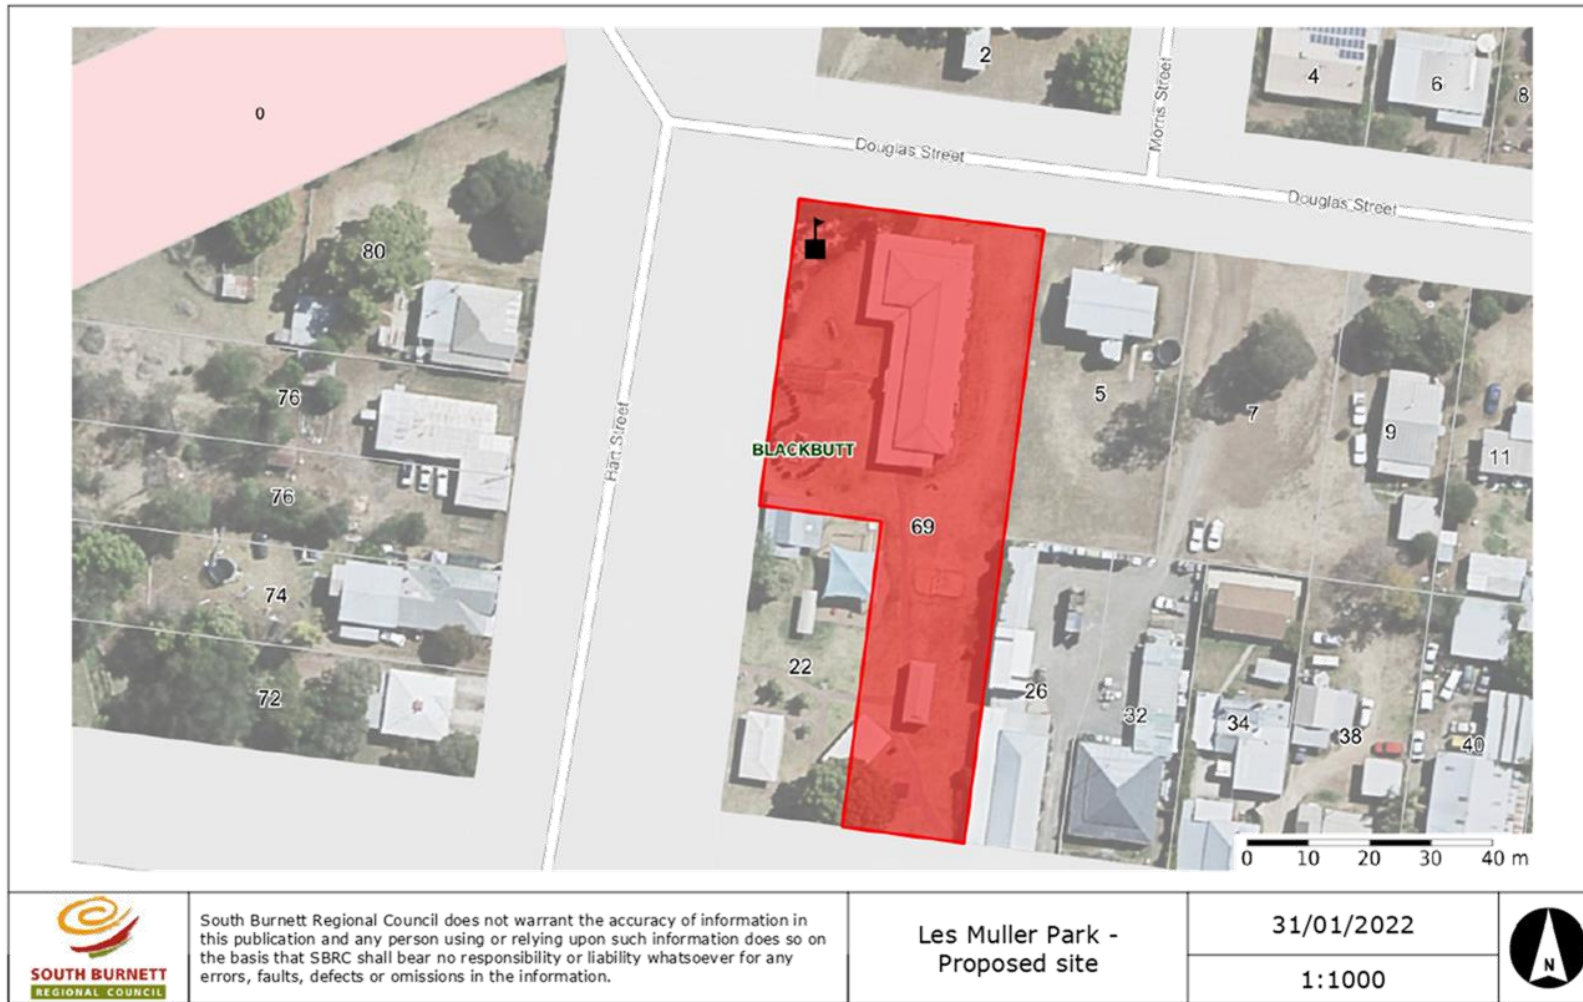 2
4
6
8
0
Morris Street
Douglas Street
Douglas Street
80
5
7
9
11
76
Hart Street
BLACKBUTT
76
69
74
22
26
32
34
38
40
72
0 10 20 30 40 m
SOUTH BURNETT
REGIONAL COUNCIL
South Burnett Regional Council does not warrant the accuracy of information in
this publication and any person using or relying upon such information does so on
the basis that SBRC shall bear no responsibility or liability whatsoever for any
errors, faults, defects or omissions in the information.
Les Muller Park -
Proposed site
31/01/2022
1:1000
N